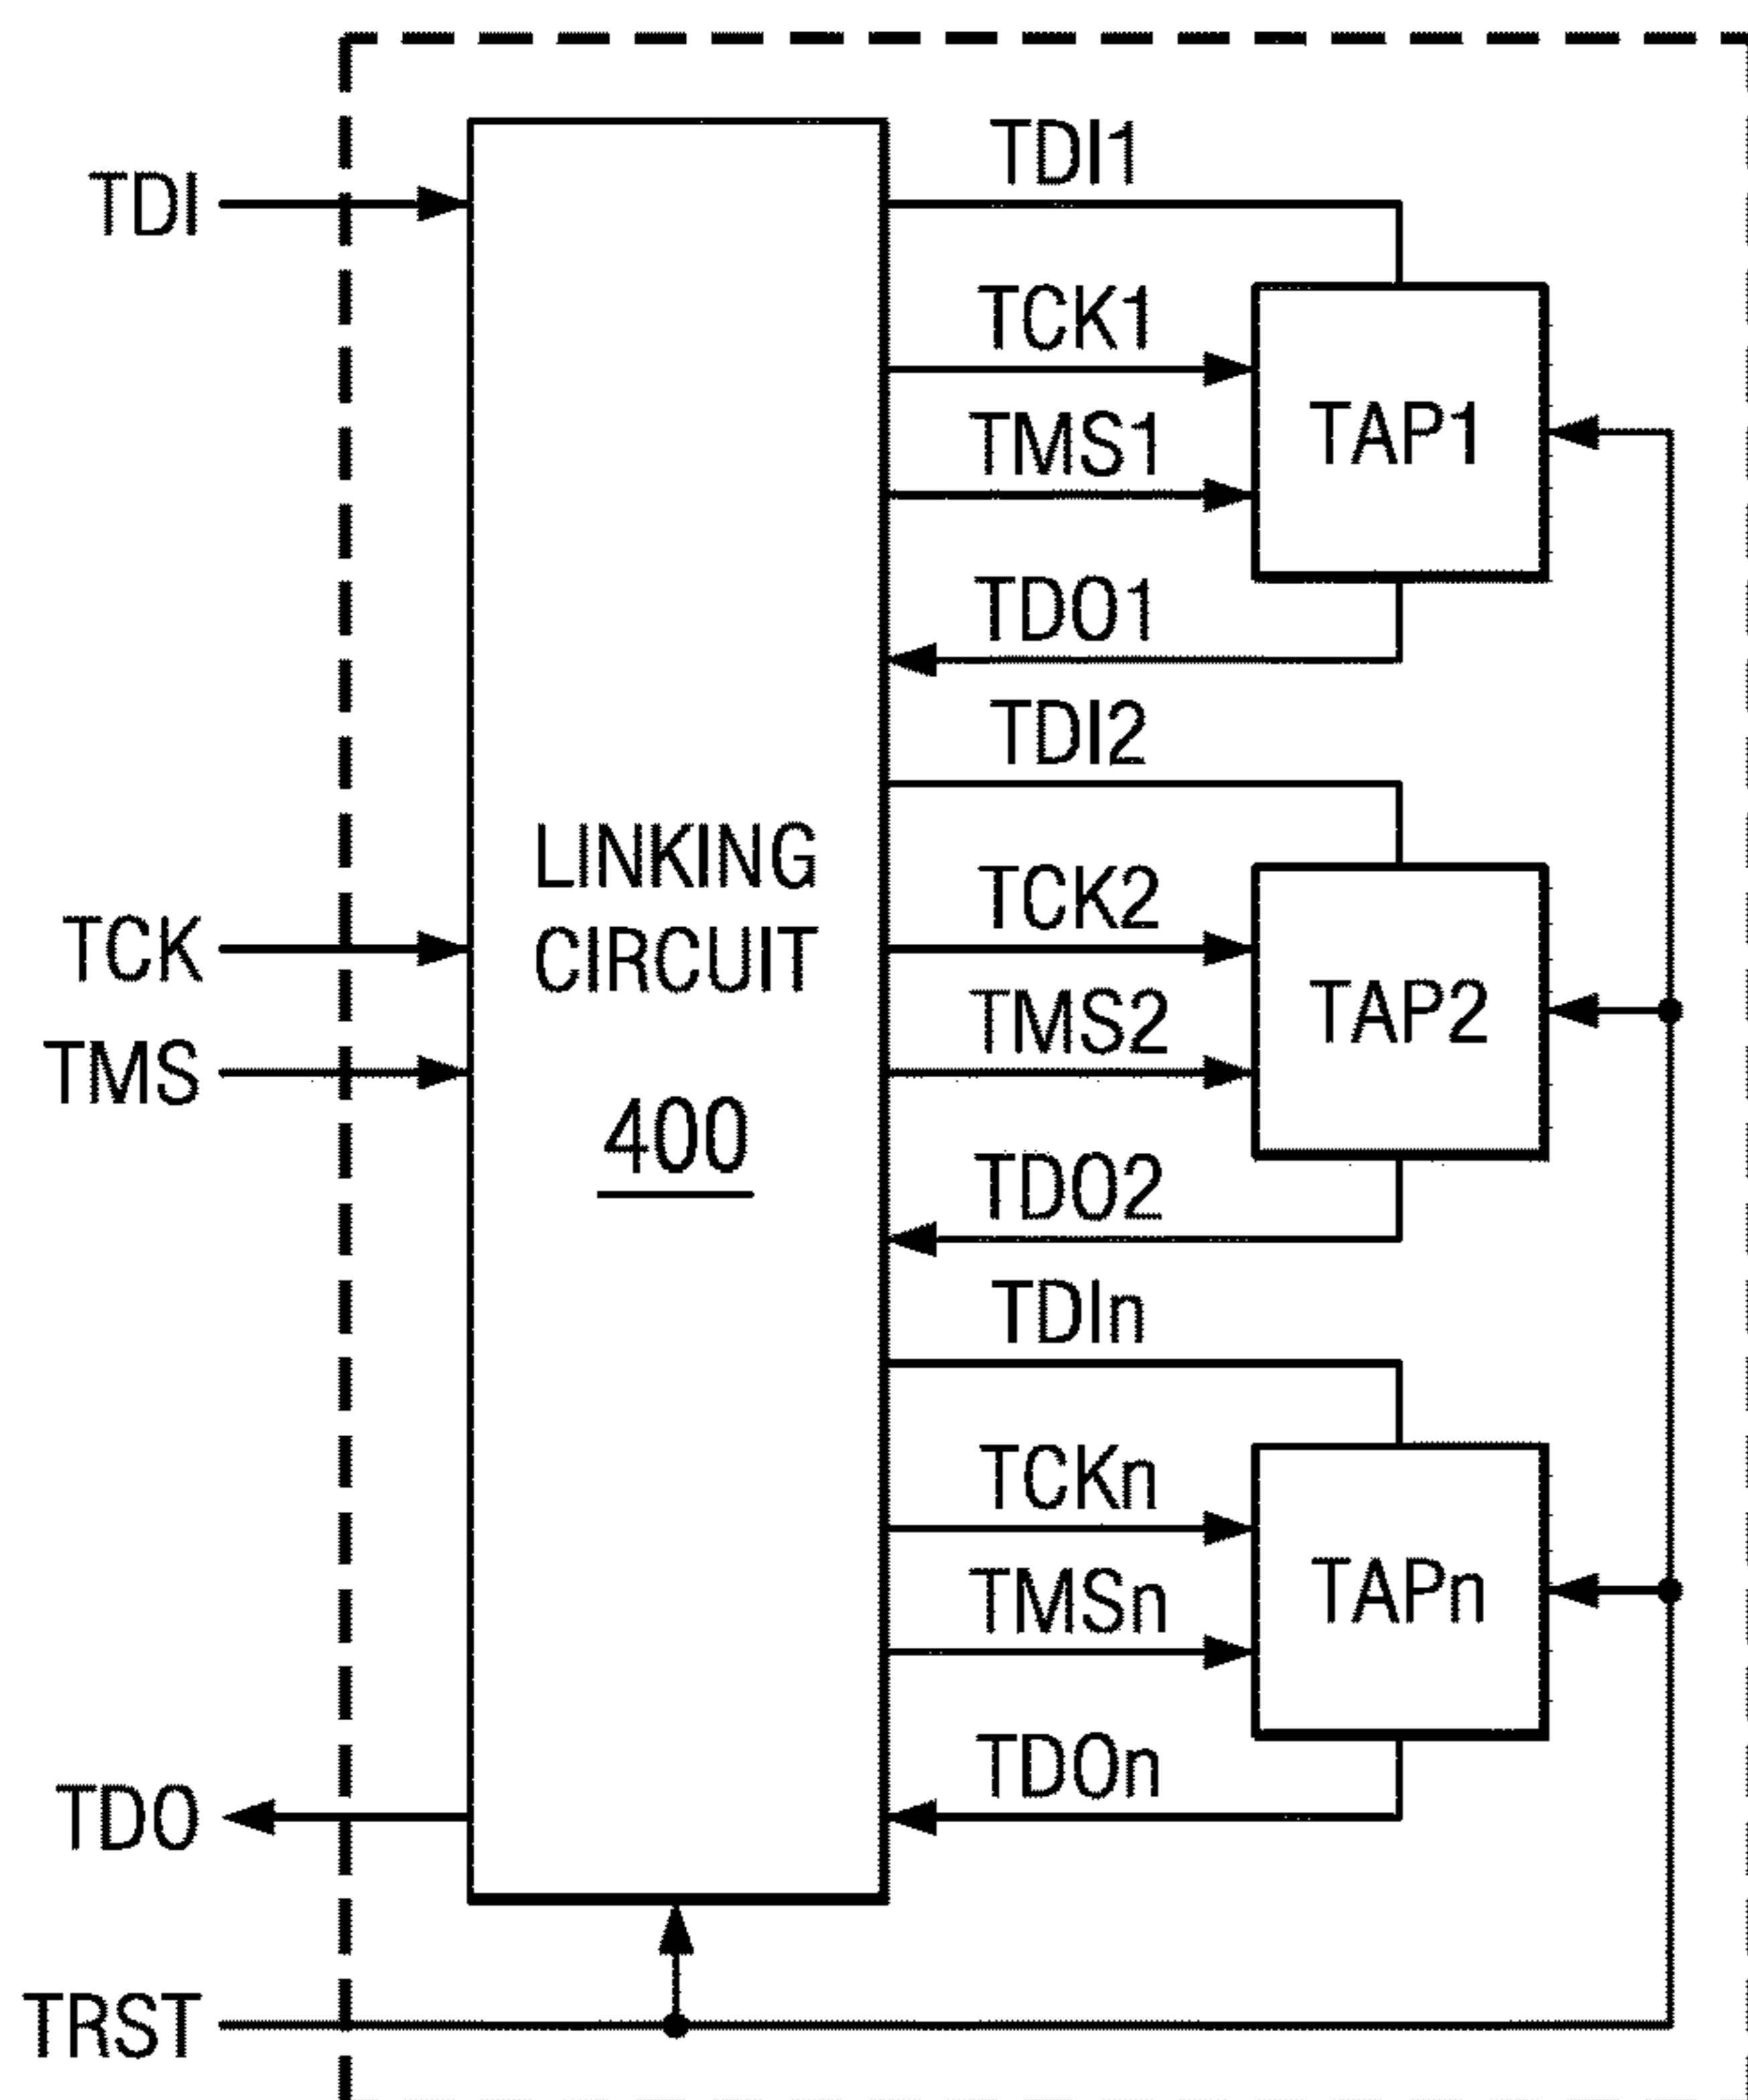 TDI
TCK
TMS
TDO
TRST
LINKING
CIRCUIT
400
TDI1
TCK1
TMS1
TDO1
TAP1
TDI2
TCK2
TMS2
TDO2
TAP2
TDIn
TCKn
TMSn
TDOn
TAPn